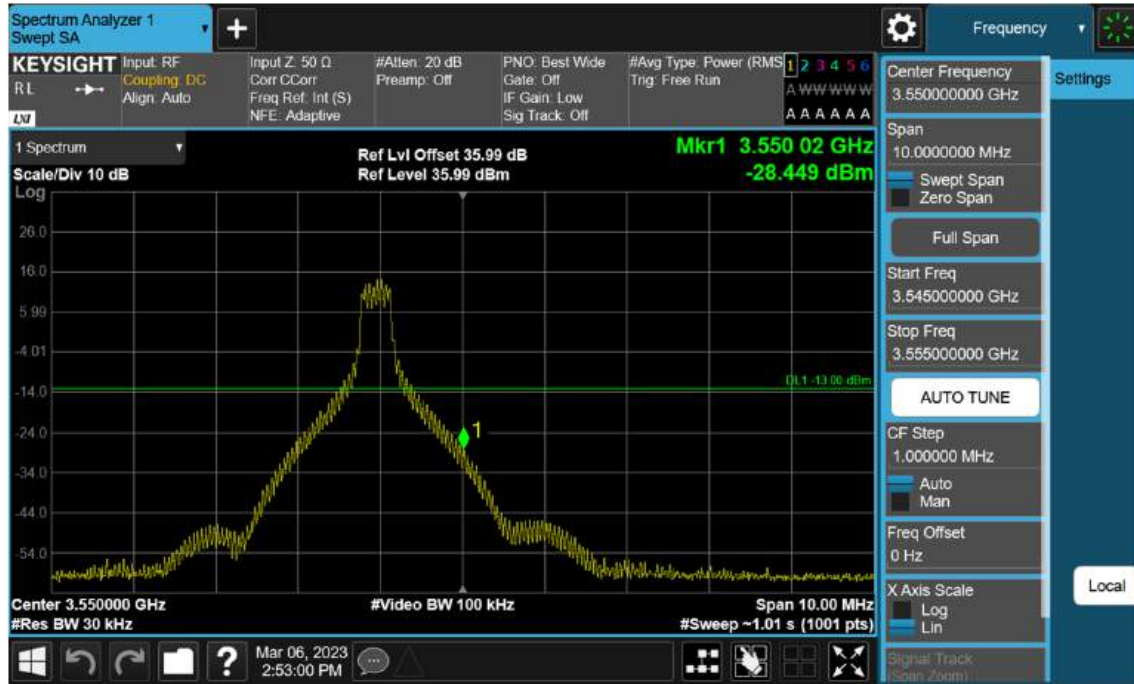 Spectrum Analyzer 1
Swept SA
+
Frequency
KEYSIGHT
RL
LXI
Input: RF
Coupling: DC
Align: Auto
Input Z: 50 Ω
Corr CCorr
Freq Ref: Int (S)
NFE: Adaptive
#Atten: 20 dB
Preamp: Off
PNO: Best Wide
Gate: Off
IF Gain: Low
Sig Track: Off
#Avg Type: Power (RMS
Trig: Free Run
1 2 3 4 5 6
A W W W W W
A A A A A A
1 Spectrum
Scale/Div 10 dB
Log
Ref Lvl Offset 35.99 dB
Ref Level 35.99 dBm
Mkr1 3.550 02 GHz
-28.449 dBm
26.0
16.0
5.99
-4.01
-14.0
-24.0
-34.0
-44.0
-54.0
DL1 -13.00 dBm
1
Center 3.550000 GHz
#Res BW 30 kHz
#Video BW 100 kHz
Span 10.00 MHz
#Sweep ~1.01 s (1001 pts)
Center Frequency
3.550000000 GHz
Settings
Span
10.0000000 MHz
Swept Span
Zero Span
Full Span
Start Freq
3.545000000 GHz
Stop Freq
3.555000000 GHz
AUTO TUNE
CF Step
1.000000 MHz
Auto
Man
Freq Offset
0 Hz
X Axis Scale
Log
Lin
Local
Signal Track
(Span Zoom)
?
Mar 06, 2023
2:53:00 PM